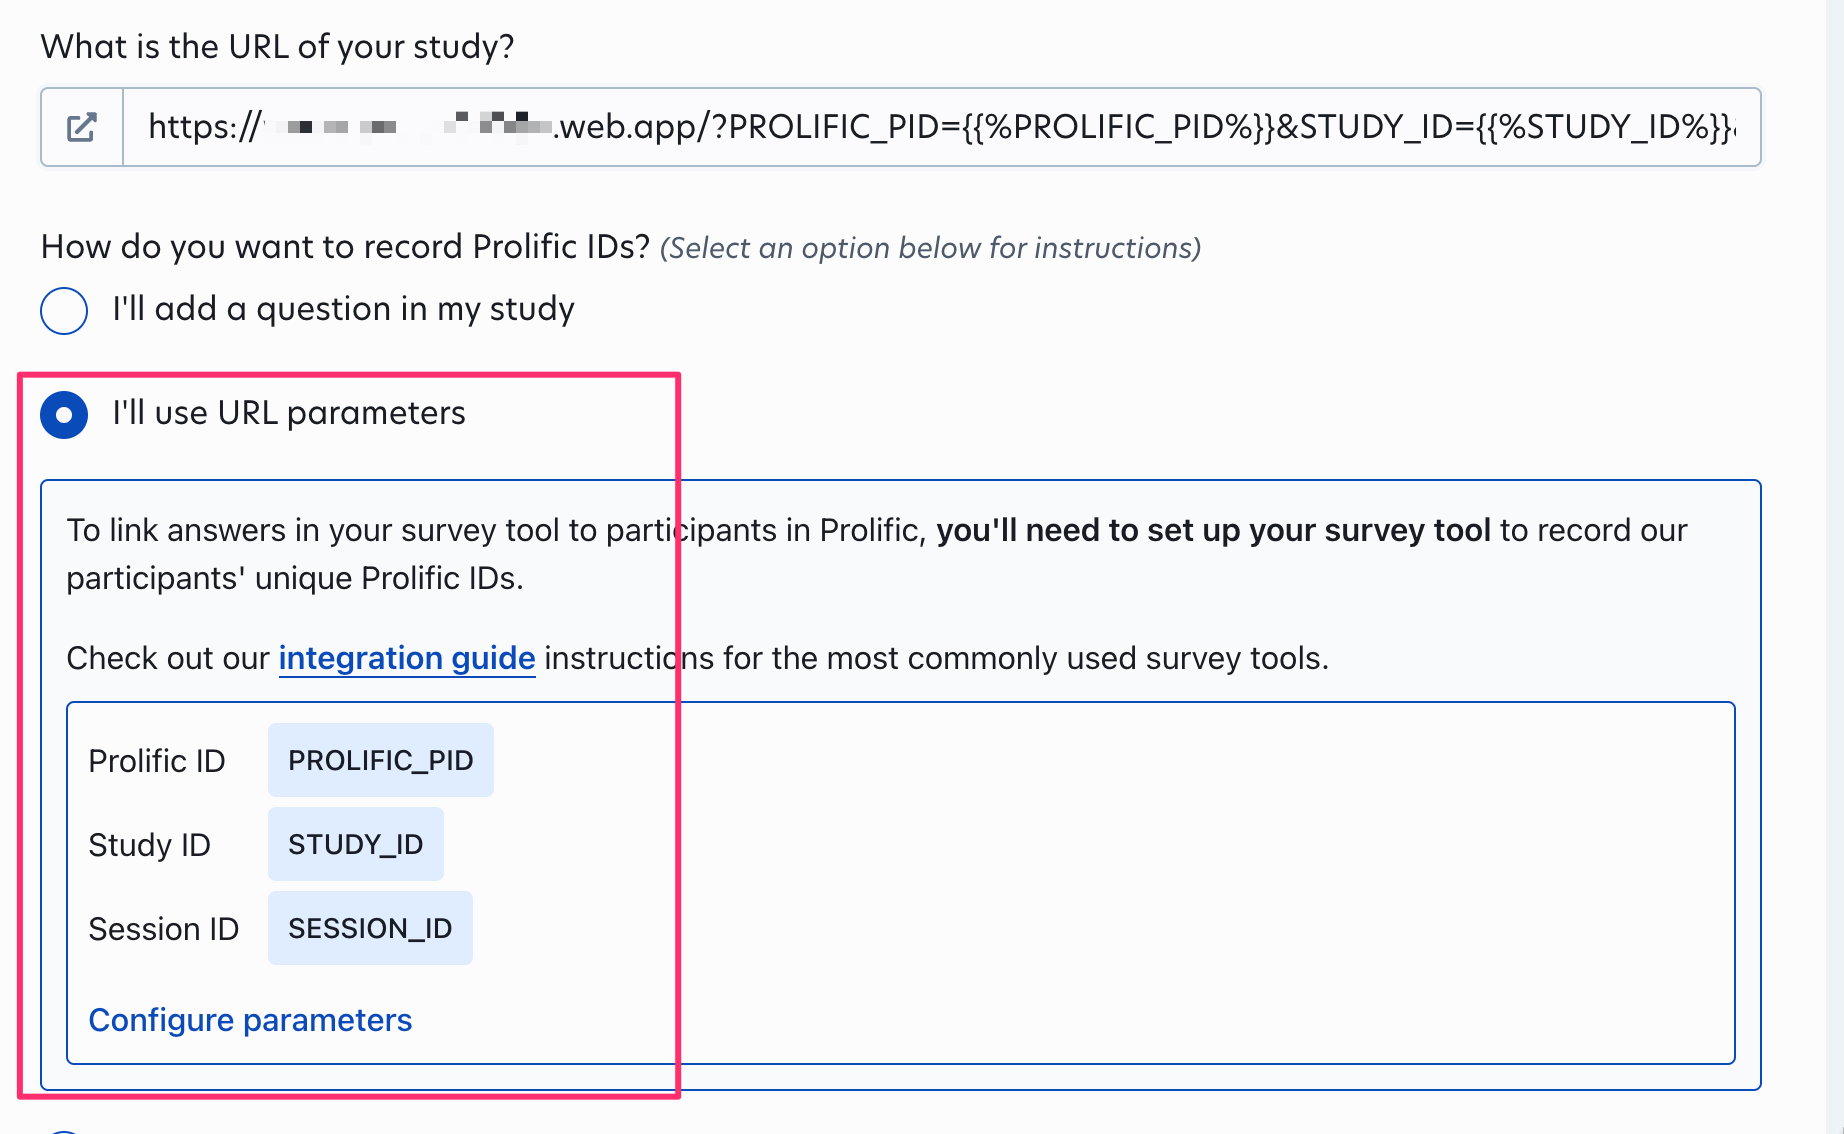 What is the URL of your study?
https:// .web.app/?PROLIFIC_PID={{%PROLIFIC_PID%}}&STUDY_ID={{%STUDY_ID%}}
How do you want to record Prolific IDs? (Select an option below for instructions)
I'll add a question in my study
I'll use URL parameters
To link answers in your survey tool to participants in Prolific, you'll need to set up your survey tool to record our
participants' unique Prolific IDs.
Check out our integration guide instructions for the most commonly used survey tools.
Prolific ID PROLIFIC_PID
Study ID STUDY_ID
Session ID SESSION_ID
Configure parameters